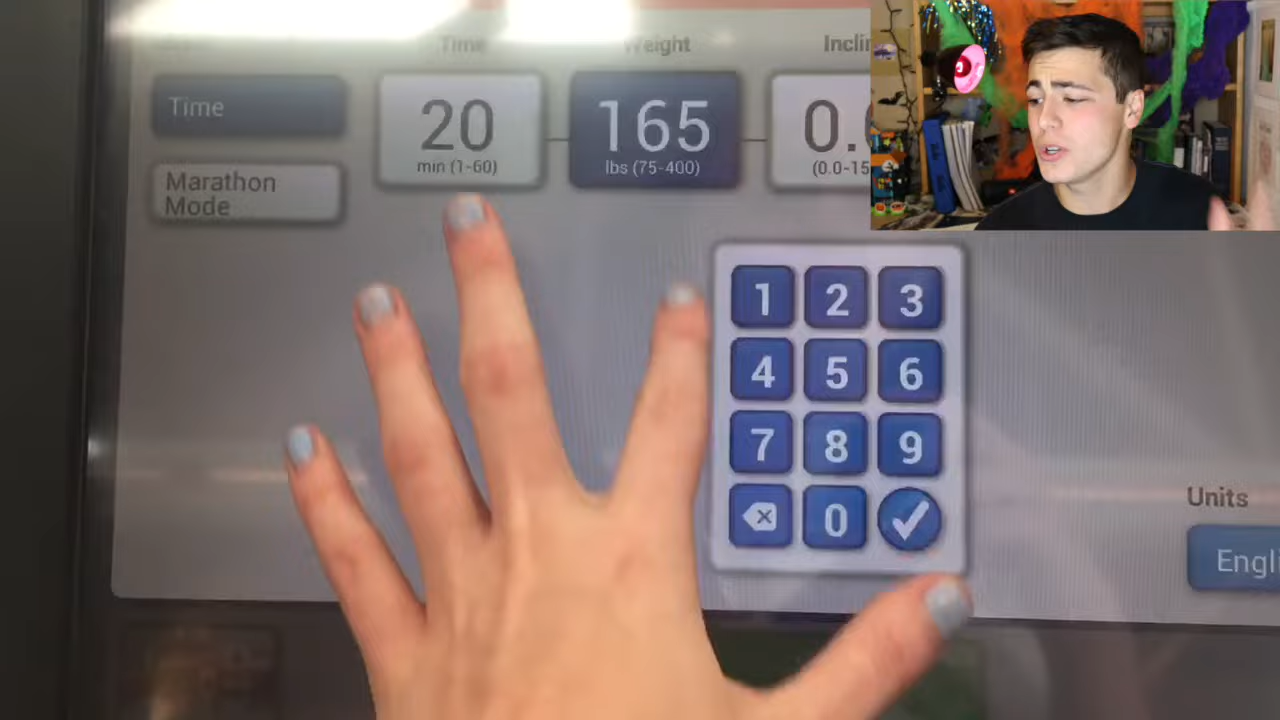 Time
Weight
Time
20
min (1-60)
165
lbs (75-400)
Marathon
Mode
1
2
3
4
5
6
7
8
9
0
Units